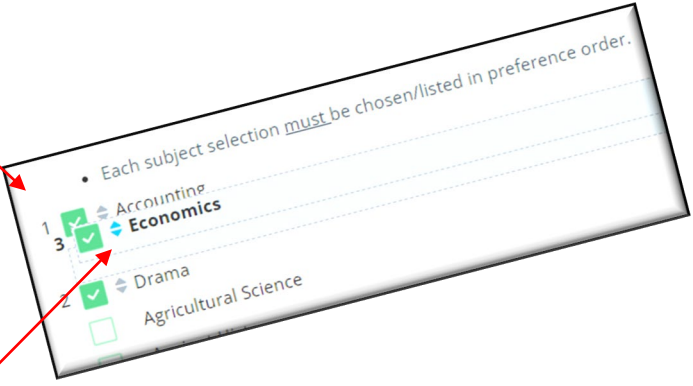 • Each subject selection must be chosen/listed in preference order.
1 Accounting
3 Economics
2 Drama
Agricultural Science